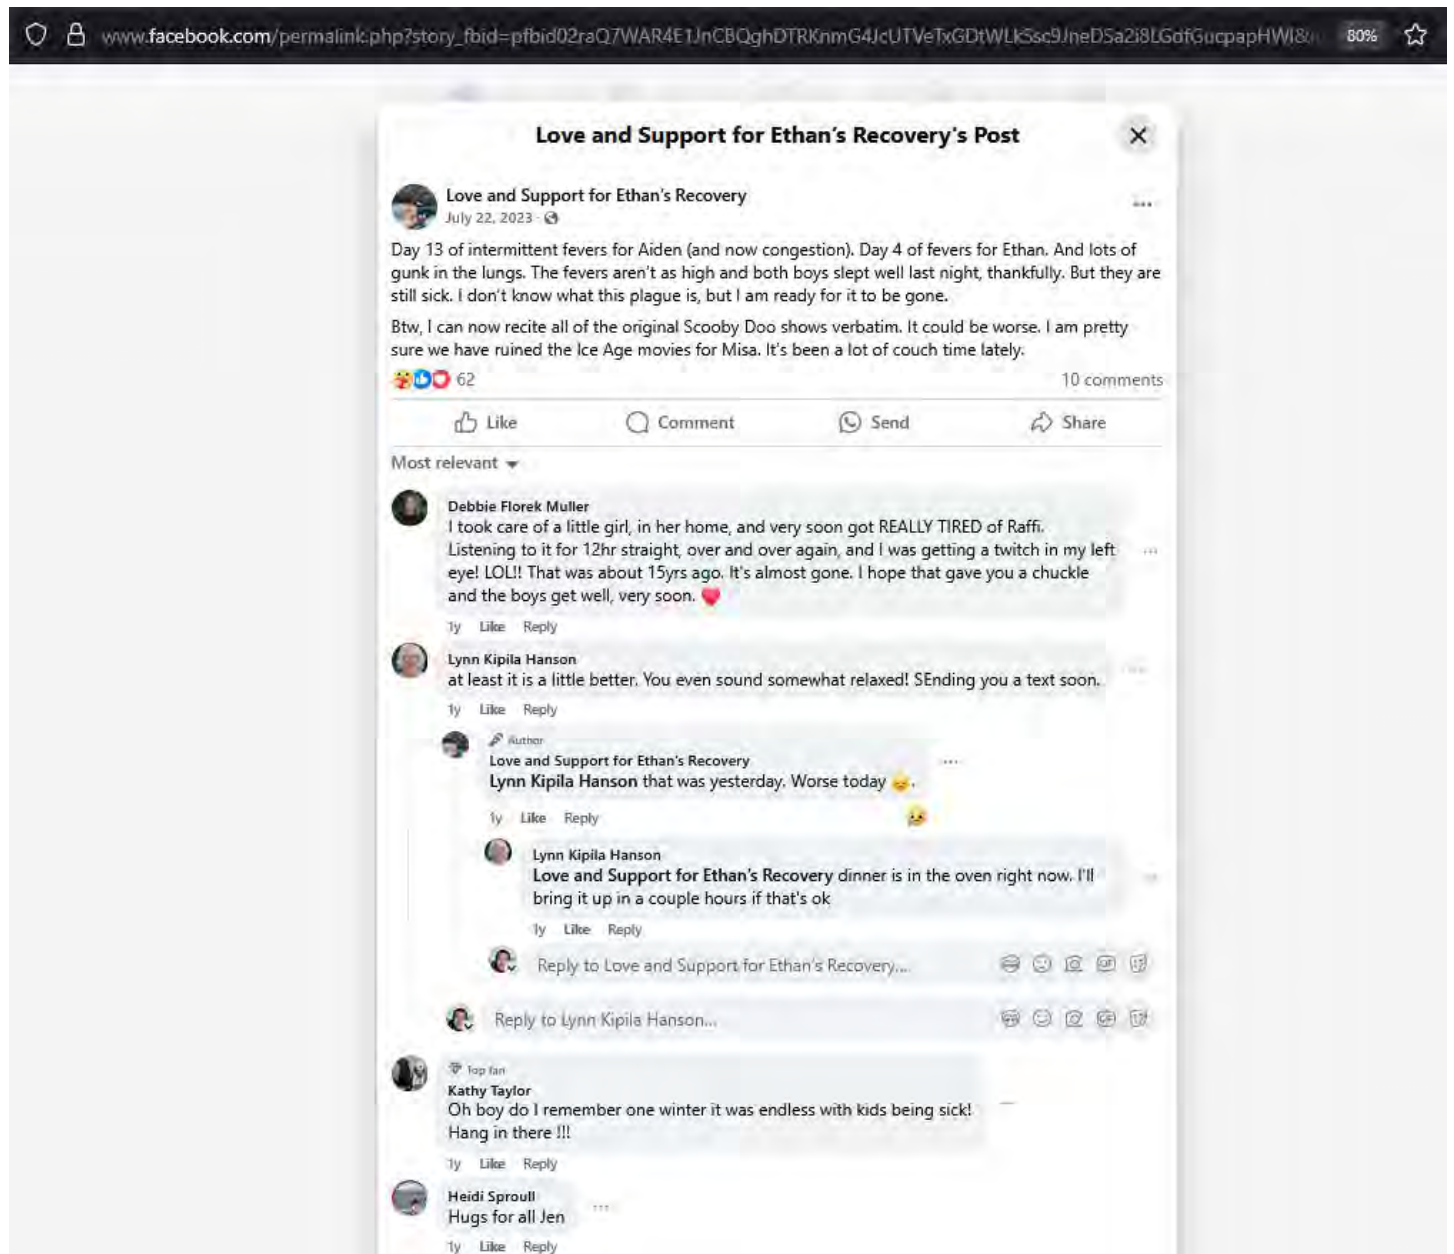 www.facebook.com/permalink.php?story_fbid=
80%
Love and Support for Ethan's Recovery's Post
Love and Support for Ethan's Recovery
July 22, 2023 ·
Day 13 of intermittent fevers for Aiden (and now congestion). Day 4 of fevers for Ethan. And lots of
gunk in the lungs. The fevers aren't as high and both boys slept well last night, thankfully. But they are
still sick. I don't know what this plague is, but I am ready for it to be gone.
Btw, I can now recite all of the original Scooby Doo shows verbatim. It could be worse. I am pretty
sure we have ruined the Ice Age movies for Misa. It's been a lot of couch time lately.
62
10 comments
Like
Comment
Send
Share
Most relevant
Debbie Florek Muller
I took care of a little girl, in her home, and very soon got REALLY TIRED of Raffi.
Listening to it for 12hr straight, over and over again, and I was getting a twitch in my left
eye! LOL!! That was about 15yrs ago. It's almost gone. I hope that gave you a chuckle
and the boys get well, very soon.
1y Like Reply
Lynn Kipila Hanson
at least it is a little better. You even sound somewhat relaxed! SEnding you a text soon.
1y Like Reply
Author
Love and Support for Ethan's Recovery
Lynn Kipila Hanson that was yesterday. Worse today 😞.
1y Like Reply
Lynn Kipila Hanson
Love and Support for Ethan's Recovery dinner is in the oven right now. I'll
bring it up in a couple hours if that's ok
1y Like Reply
Reply to Love and Support for Ethan's Recovery...
Reply to Lynn Kipila Hanson...
Top fan
Kathy Taylor
Oh boy do I remember one winter it was endless with kids being sick!
Hang in there !!!
1y Like Reply
Heidi Sproull
Hugs for all Jen
1y Like Reply